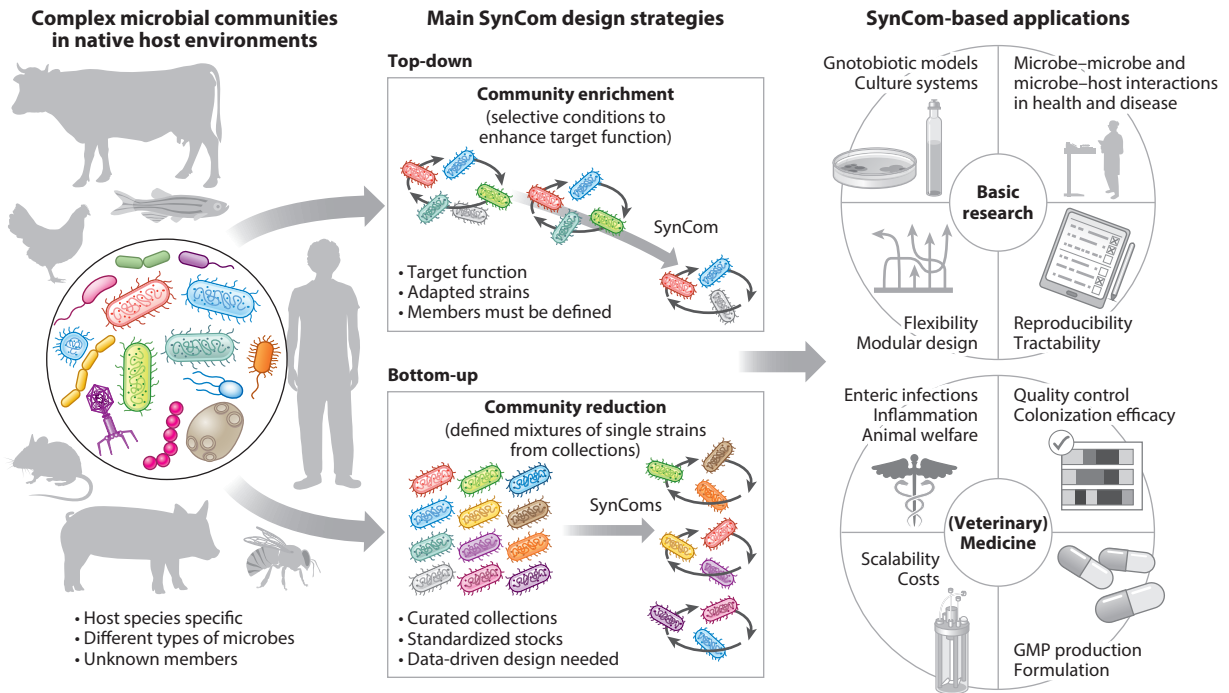 Complex microbial communities
in native host environments
• Host species specific
• Different types of microbes
• Unknown members
Main SynCom design strategies
Top-down
Community enrichment
(selective conditions to
enhance target function)
SynCom
• Target function
• Adapted strains
• Members must be defined
Bottom-up
Community reduction
(defined mixtures of single strains
from collections)
SynComs
• Curated collections
• Standardized stocks
• Data-driven design needed
SynCom-based applications
Gnotobiotic models
Culture systems
Microbe–microbe and
microbe–host interactions
in health and disease
Basic
research
Flexibility
Modular design
Reproducibility
Tractability
Enteric infections
Inflammation
Animal welfare
Quality control
Colonization efficacy
(Veterinary)
Medicine
Scalability
Costs
GMP production
Formulation